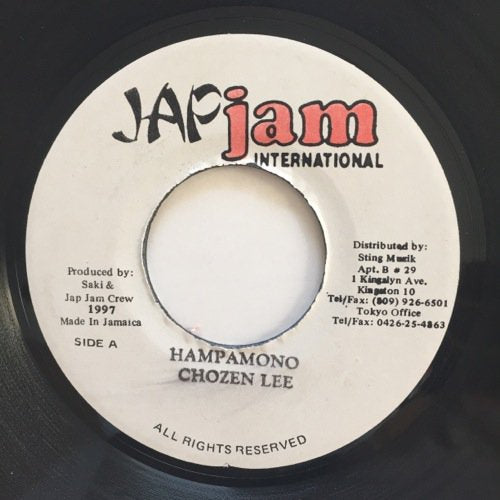 JAPjam
INTERNATIONAL
Produced by:
Saki &
Jap Jam Crew
1997
Made In Jamaica
SIDE A
Distributed by:
Sting Muzik
Apt. B # 29
1 Kingalyn Ave.
Kingston 10
Tel/Fax: (809) 926-6501
Tokyo Office
Tel/Fax: 0426-25-4863
HAMPAMONO
CHOZEN LEE
ALL RIGHTS RESERVED